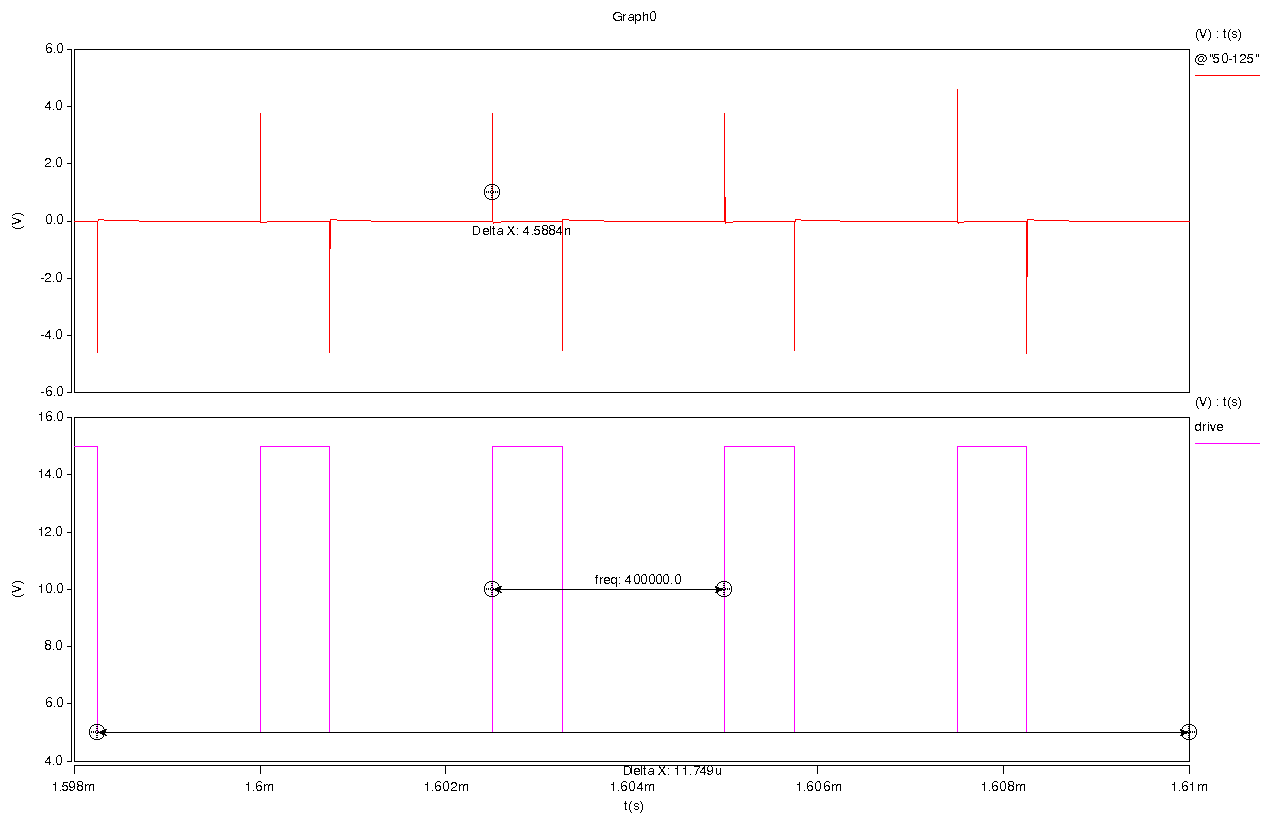 Graph0
(V) : t(s)
@"50-125"
6.0
4.0
2.0
0.0
-2.0
-4.0
-6.0
(V)
Delta X: 4.5884n
(V) : t(s)
drive
16.0
14.0
12.0
10.0
8.0
6.0
4.0
(V)
freq: 400000.0
Delta X: 11.749u
1.598m 1.6m 1.602m 1.604m 1.606m 1.608m 1.61m
t(s)